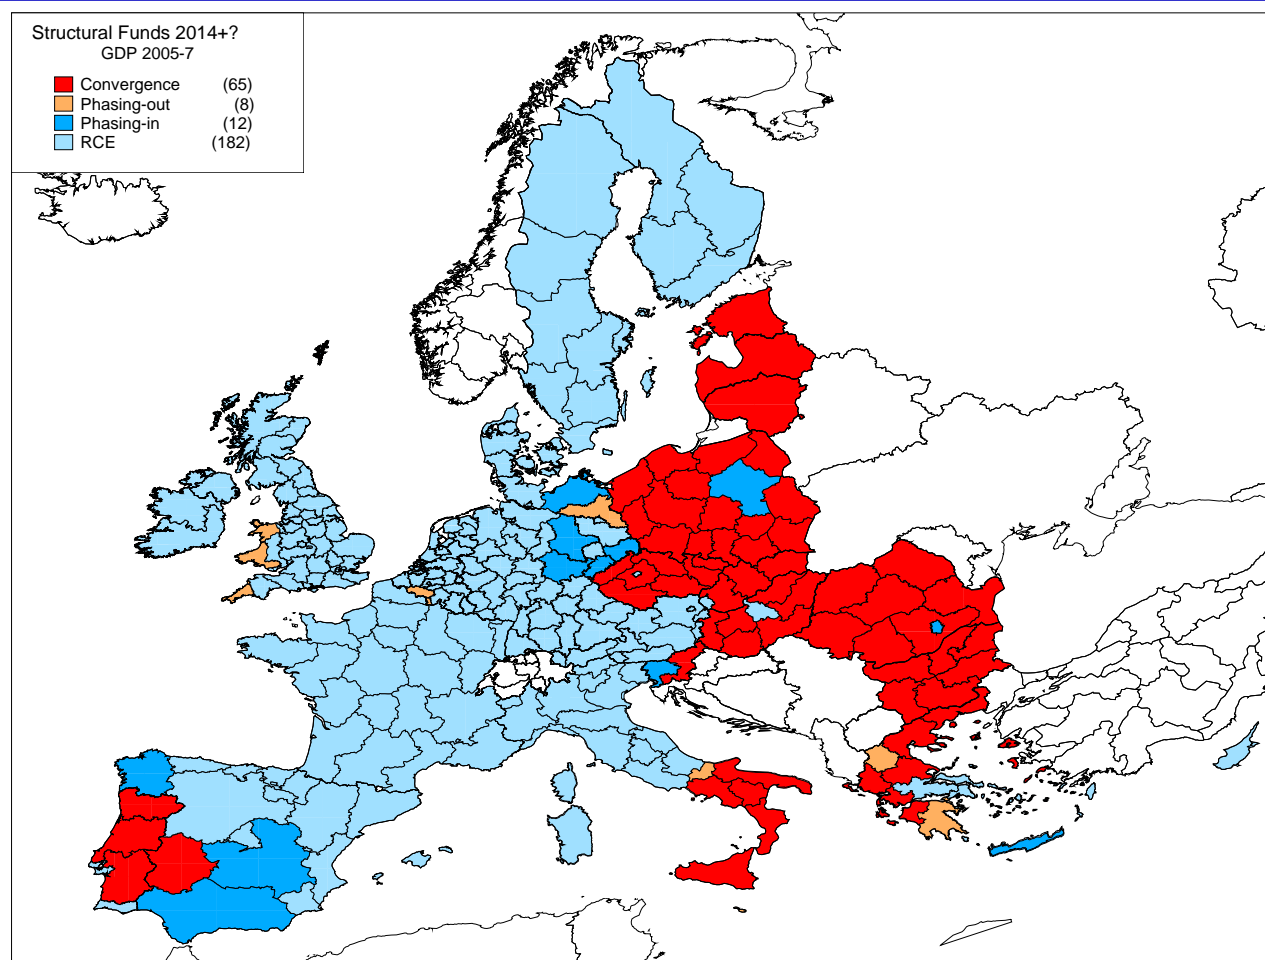 Structural Funds 2014+?
GDP 2005-7
Convergence (65)
Phasing-out (8)
Phasing-in (12)
RCE (182)